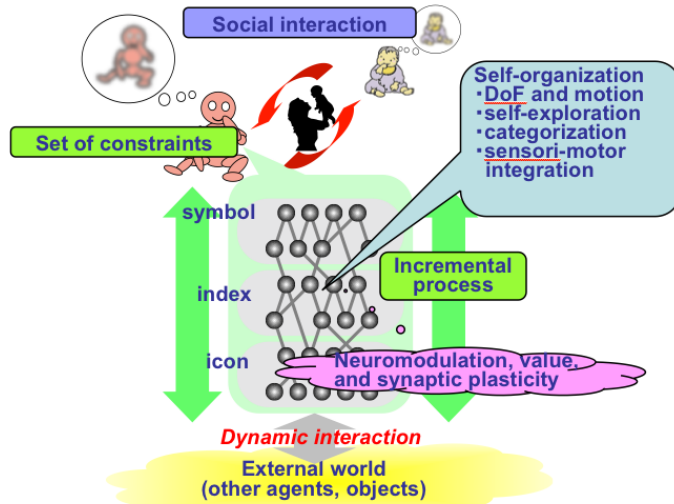 Social interaction
Self-organization
・DoF and motion
・self-exploration
・categorization
・sensori-motor
integration
Set of constraints
symbol
Incremental
process
index
icon
Neuromodulation, value,
and synaptic plasticity
Dynamic interaction
External world
(other agents, objects)